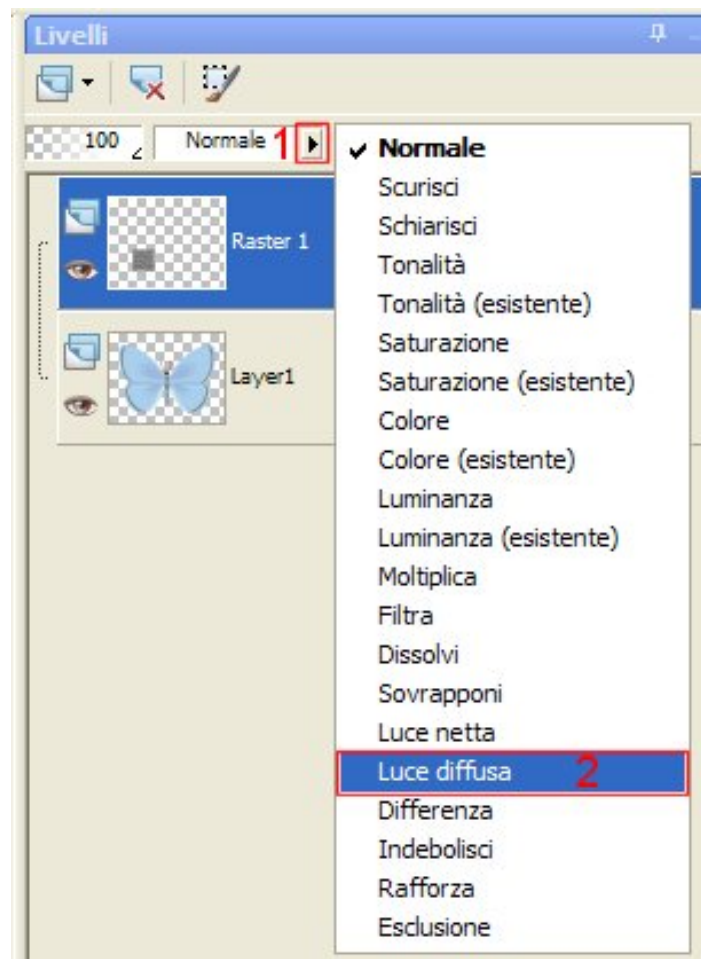 Livelli
100 Normale 1
Raster 1
Layer1
Normale
Scurisci
Schiarisci
Tonalità
Tonalità (esistente)
Saturazione
Saturazione (esistente)
Colore
Colore (esistente)
Luminanza
Luminanza (esistente)
Moltiplica
Filtra
Dissolvi
Sovrapponi
Luce netta
Luce diffusa 2
Differenza
Indebolisci
Rafforza
Esclusione